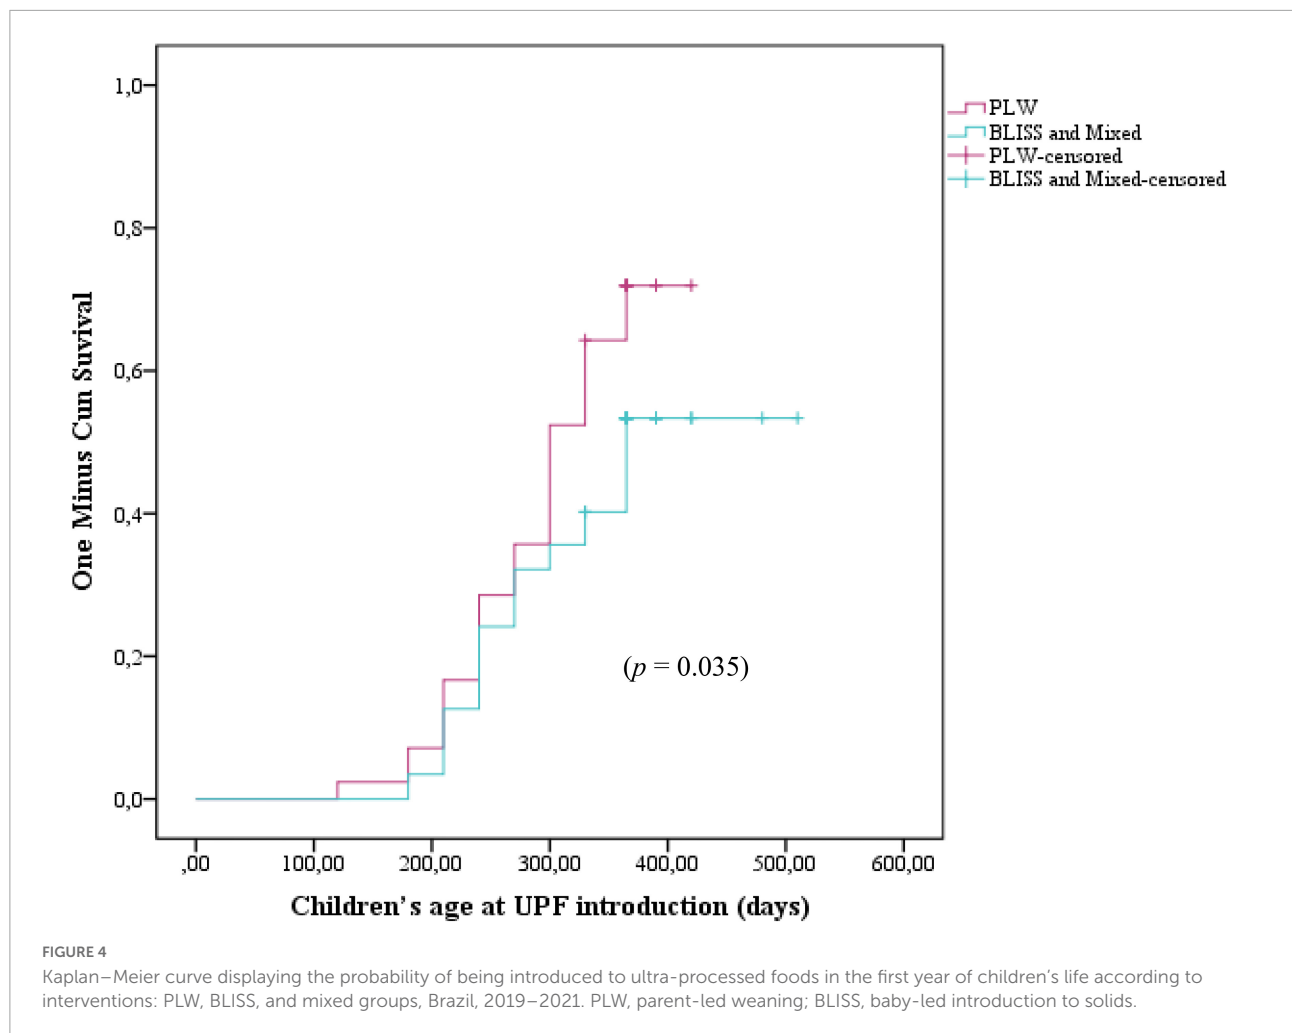 1,0
0,8
0,6
0,4
0,2
0,0
One Minus Cun Suvival
,00
100,00
200,00
300,00
400,00
500,00
600,00
Children's age at UPF introduction (days)
(p = 0.035)
PLW
BLISS and Mixed
PLW-censored
BLISS and Mixed-censored
FIGURE 4
Kaplan–Meier curve displaying the probability of being introduced to ultra-processed foods in the first year of children's life according to
interventions: PLW, BLISS, and mixed groups, Brazil, 2019–2021. PLW, parent-led weaning; BLISS, baby-led introduction to solids.